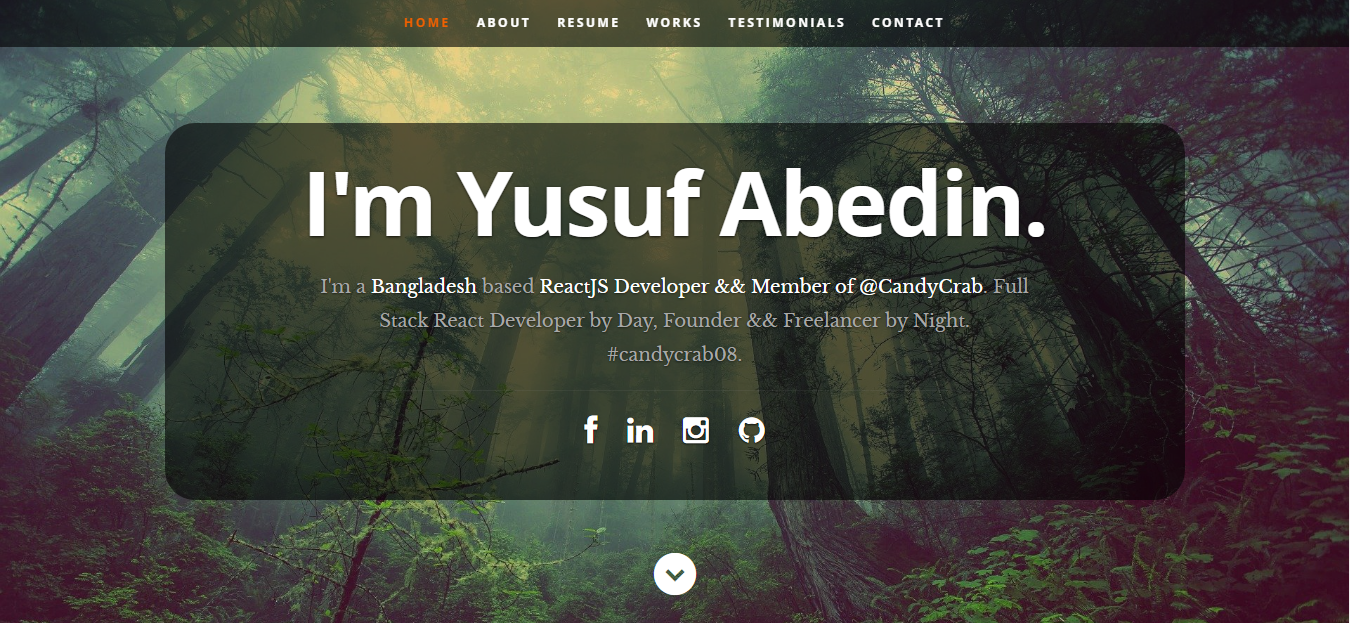 HOME ABOUT RESUME WORKS TESTIMONIALS CONTACT
I'm Yusuf Abedin.
I'm a Bangladesh based ReactJS Developer && Member of @CandyCrab. Full
Stack React Developer by Day, Founder && Freelancer by Night.
#candycrab08.